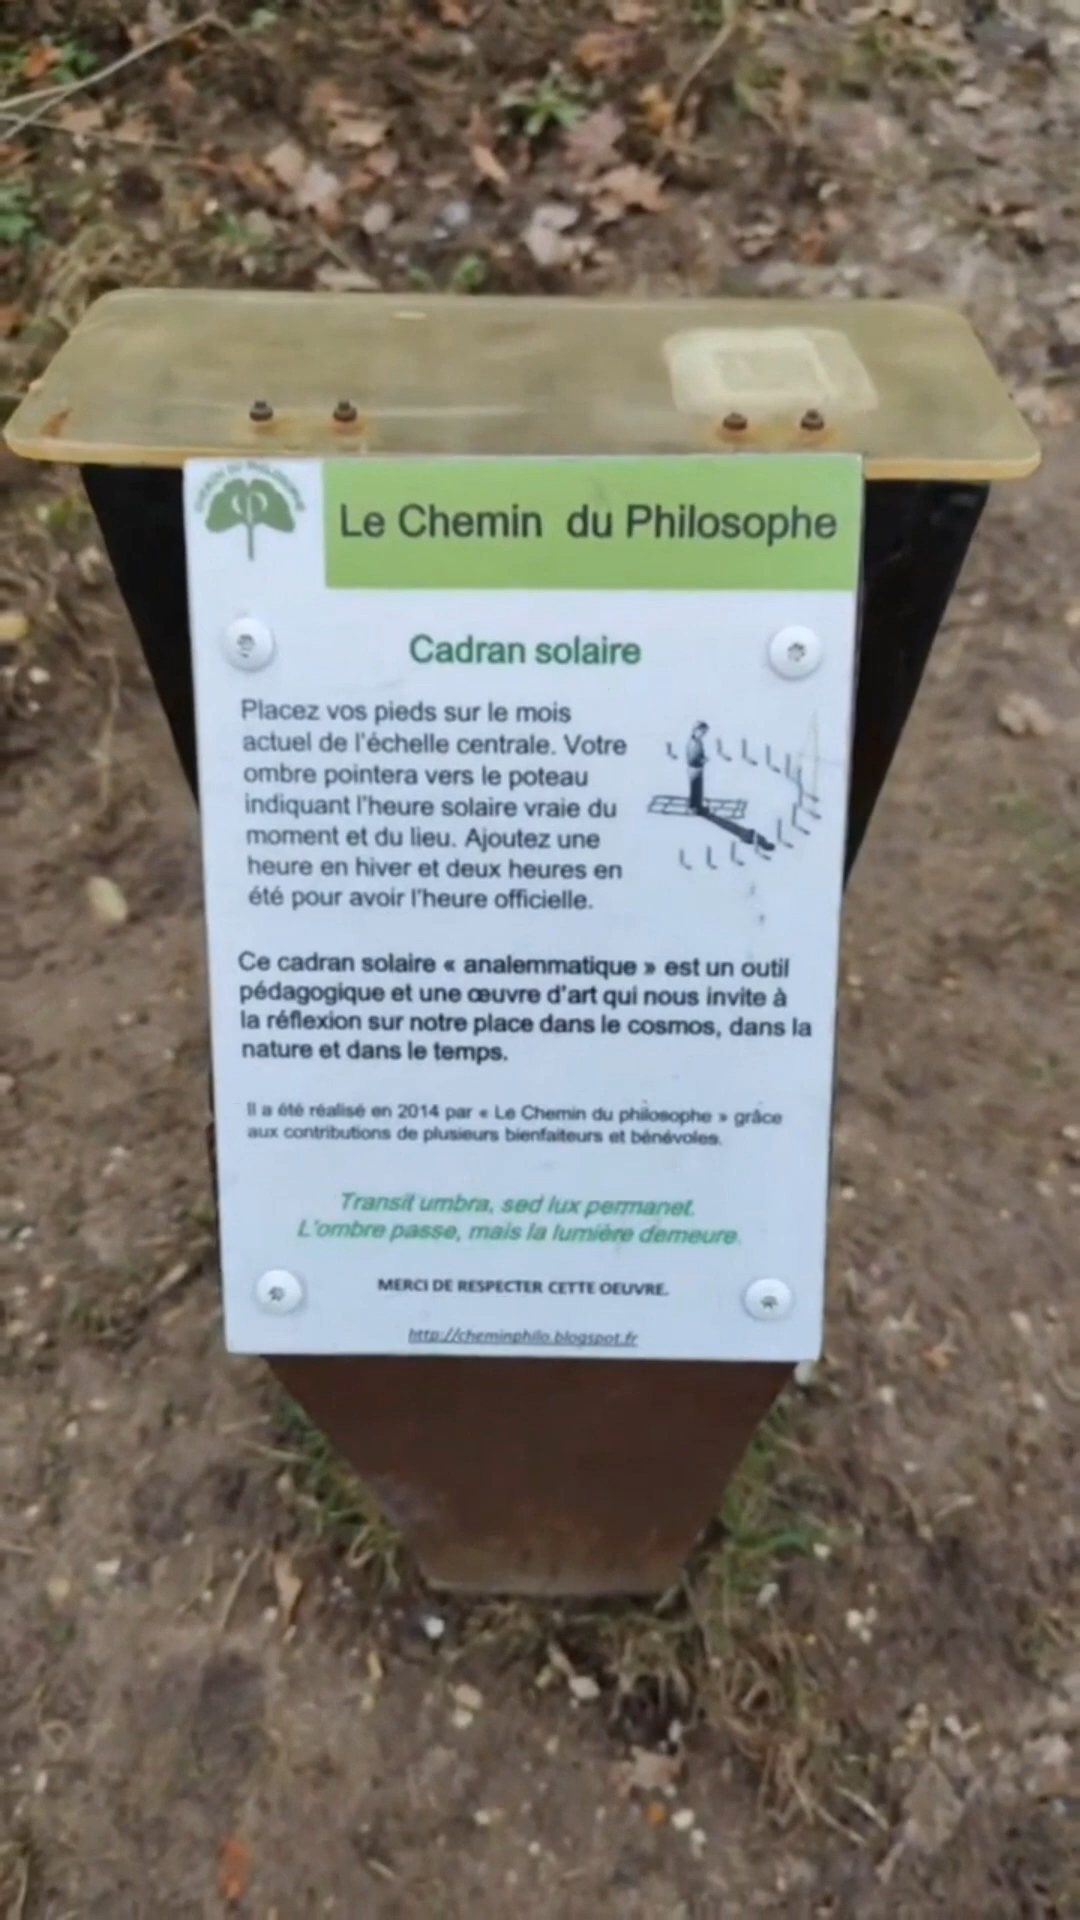 CHEMIN DU PHILOSOPHE
Le Chemin du Philosophe
Cadran solaire
Placez vos pieds sur le mois
actuel de l'échelle centrale. Votre
ombre pointera vers le poteau
indiquant l'heure solaire vraie du
moment et du lieu. Ajoutez une
heure en hiver et deux heures en
été pour avoir l'heure officielle.
Ce cadran solaire « analemmatique » est un outil
pédagogique et une œuvre d'art qui nous invite à
la réflexion sur notre place dans le cosmos, dans la
nature et dans le temps.
Il a été réalisé en 2014 par « Le Chemin du philosophe » grâce
aux contributions de plusieurs bienfaiteurs et bénévoles.
Transit umbra, sed lux permanet.
L'ombre passe, mais la lumière demeure.
MERCI DE RESPECTER CETTE OEUVRE.
http://cheminphilo.blogspot.fr